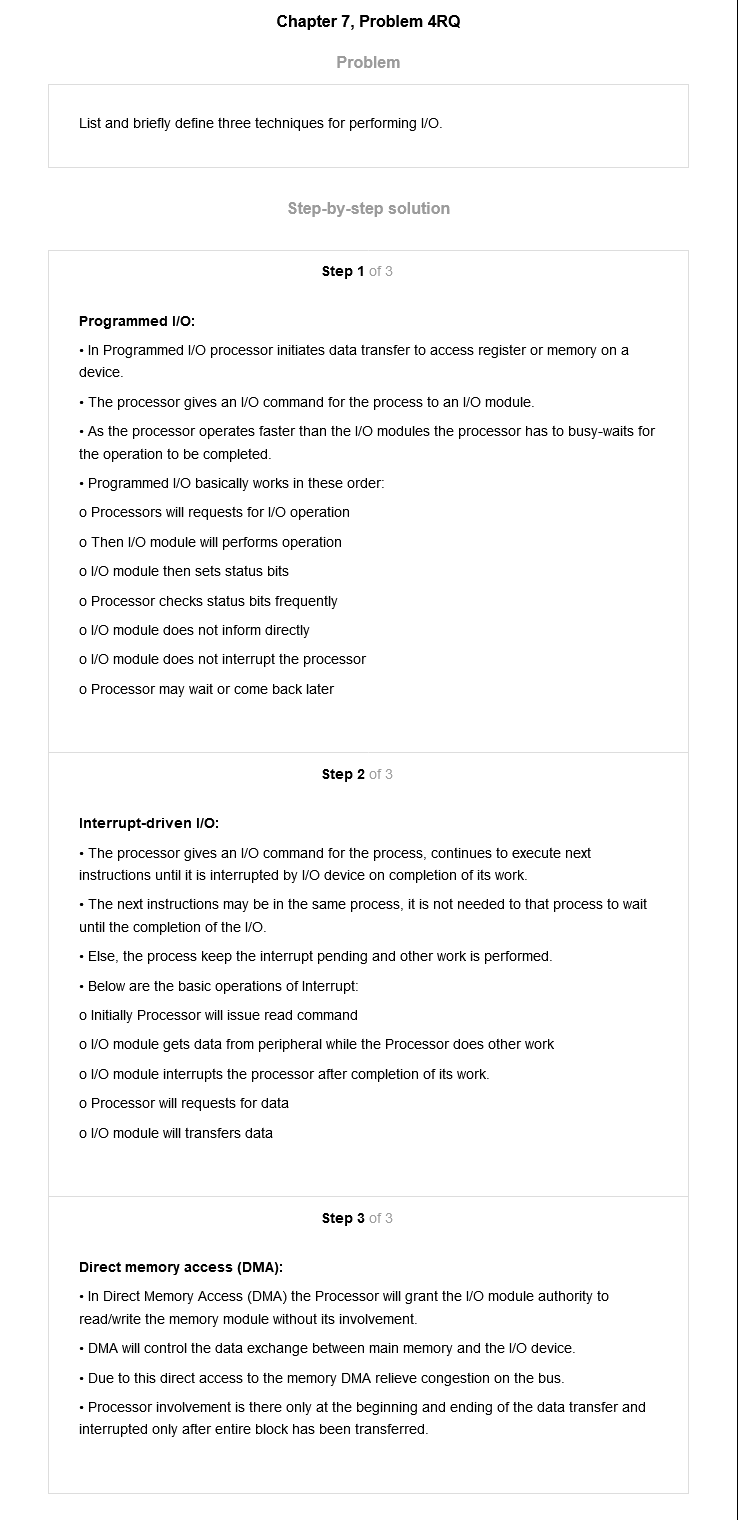 Chapter 7, Problem 4RQ
Problem
List and briefly define three techniques for performing I/O.
Step-by-step solution
Step 1 of 3
Programmed I/O:
• In Programmed I/O processor initiates data transfer to access register or memory on a
device.
• The processor gives an I/O command for the process to an I/O module.
• As the processor operates faster than the I/O modules the processor has to busy-waits for
the operation to be completed.
• Programmed I/O basically works in these order:
o Processors will requests for I/O operation
o Then I/O module will performs operation
o I/O module then sets status bits
o Processor checks status bits frequently
o I/O module does not inform directly
o I/O module does not interrupt the processor
o Processor may wait or come back later
Step 2 of 3
Interrupt-driven I/O:
• The processor gives an I/O command for the process, continues to execute next
instructions until it is interrupted by I/O device on completion of its work.
• The next instructions may be in the same process, it is not needed to that process to wait
until the completion of the I/O.
• Else, the process keep the interrupt pending and other work is performed.
• Below are the basic operations of Interrupt:
o Initially Processor will issue read command
o I/O module gets data from peripheral while the Processor does other work
o I/O module interrupts the processor after completion of its work.
o Processor will requests for data
o I/O module will transfers data
Step 3 of 3
Direct memory access (DMA):
• In Direct Memory Access (DMA) the Processor will grant the I/O module authority to
read/write the memory module without its involvement.
• DMA will control the data exchange between main memory and the I/O device.
• Due to this direct access to the memory DMA relieve congestion on the bus.
• Processor involvement is there only at the beginning and ending of the data transfer and
interrupted only after entire block has been transferred.